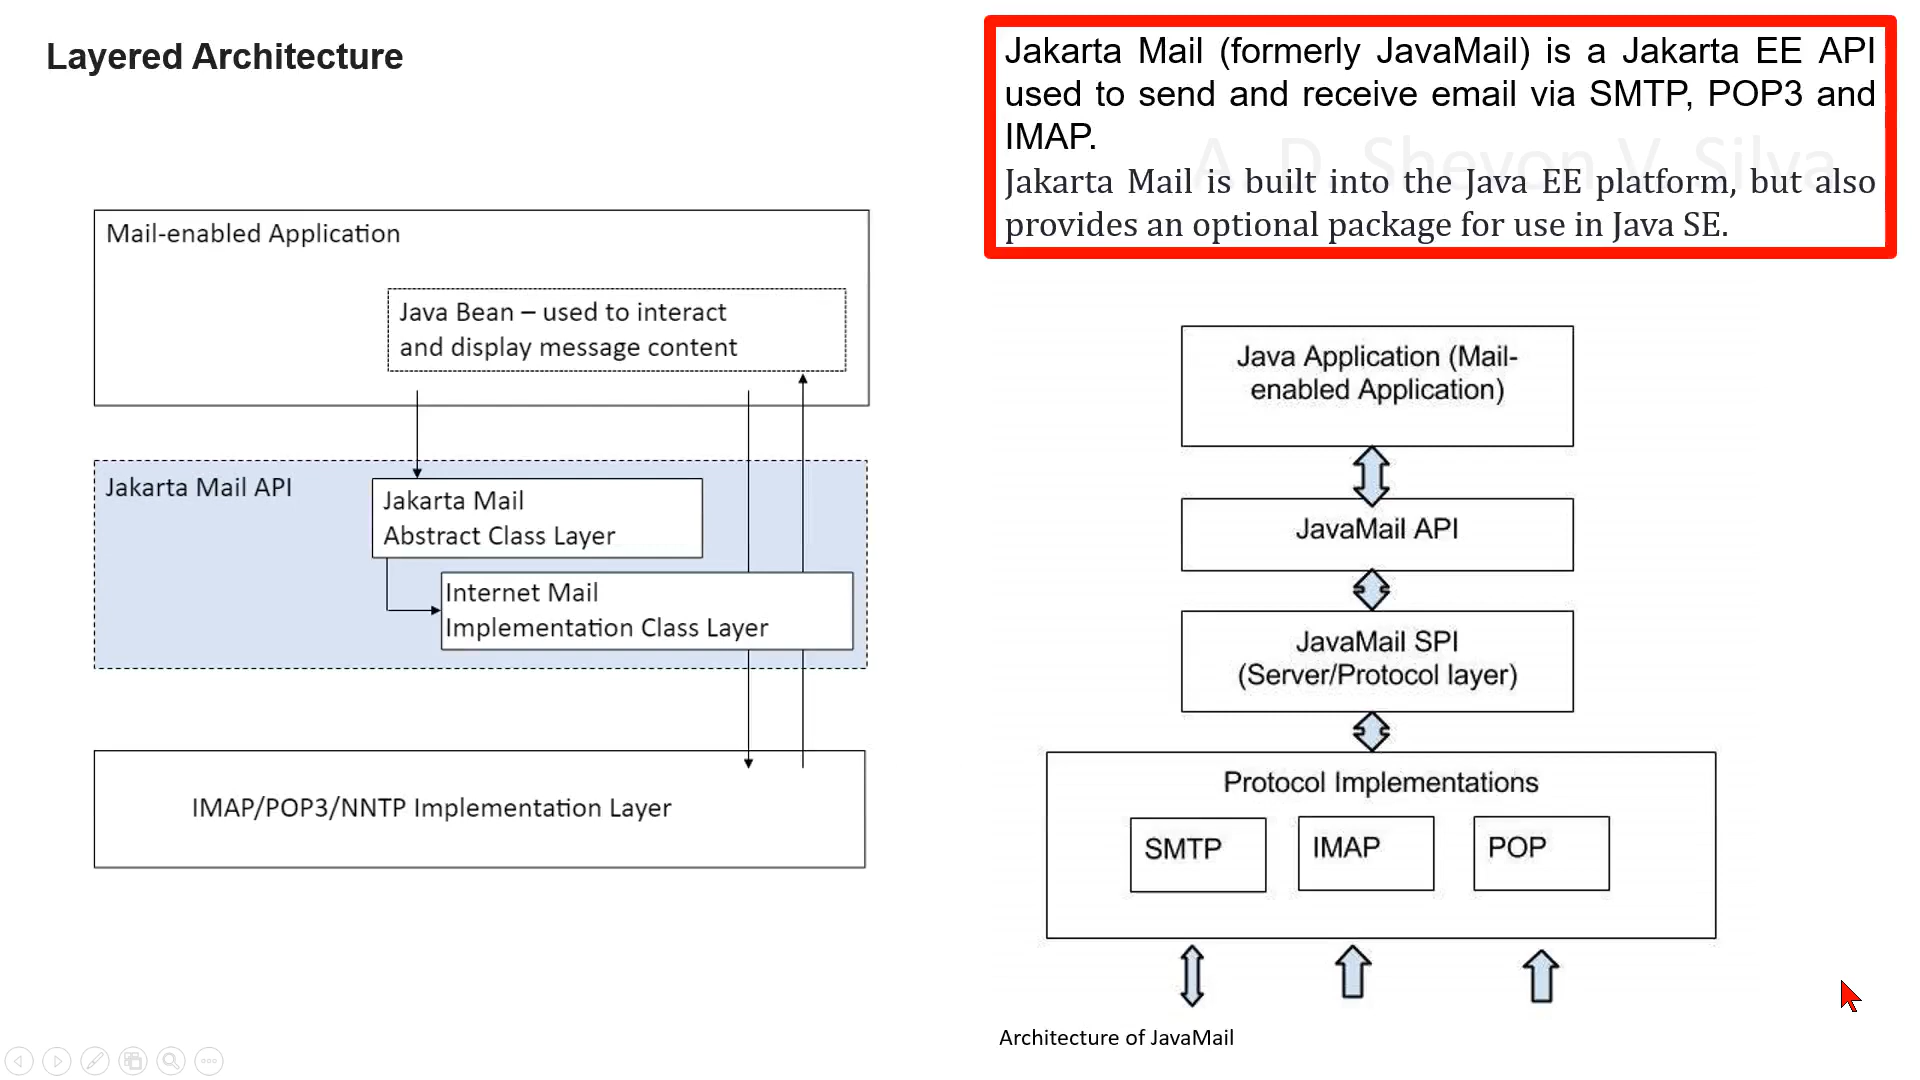 Layered Architecture
Jakarta Mail (formerly JavaMail) is a Jakarta EE API
used to send and receive email via SMTP, POP3 and
IMAP.
A. D. Shevon V. Silva
Jakarta Mail is built into the Java EE platform, but also
provides an optional package for use in Java SE.
Mail-enabled Application
Java Bean – used to interact
and display message content
Jakarta Mail API
Jakarta Mail
Abstract Class Layer
Internet Mail
Implementation Class Layer
IMAP/POP3/NNTP Implementation Layer
Java Application (Mail-
enabled Application)
JavaMail API
JavaMail SPI
(Server/Protocol layer)
Protocol Implementations
SMTP
IMAP
POP
Architecture of JavaMail